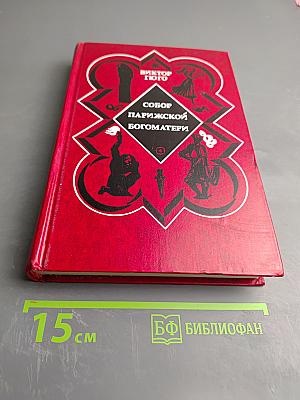 ВИКТОР
ГЮГО
СОБОР
ПАРИЖСКОЙ
БОГОМАТЕРИ
15 см
БФ БИБЛИОФАН